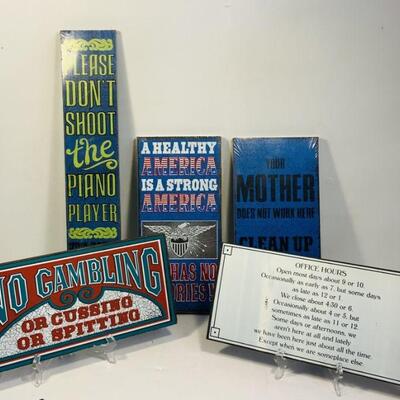 PLEASE
DON'T
SHOOT
the
PIANO
PLAYER
A HEALTHY
AMERICA
IS A STRONG
AMERICA
HAS NO
YOUR
MOTHER
DOES NOT WORK HERE
CLEAN UP
NO GAMBLING
OR CUSSING
OR SPITTING
OFFICE HOURS
Open most days about 9 or 10.
Occasionally as early as 7. but some days
as late as 12 or 1.
We close about 4:30 or 6
Occasionally about 4 or 5. but
sometimes as late as 11 or 12.
Some days or afternoons, we
aren't here at all and lately
we have been here just about all the time.
Except when we are someplace else